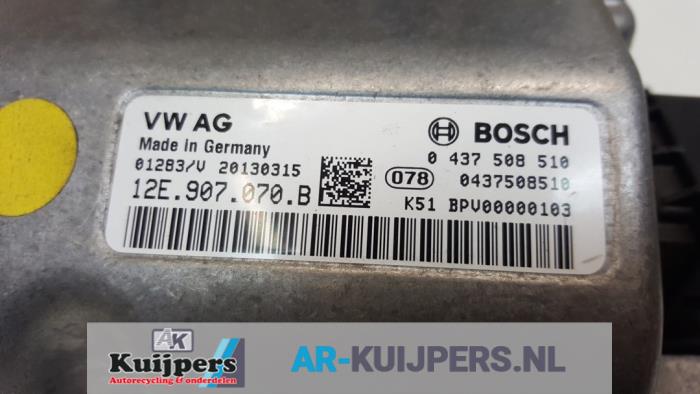 VW AG
Made in Germany
BOSCH
012B3/V 20130315
0 437 508 510
078
0437508510
12E.907.070.B
K51 BPV00000103
AK
Kuijpers
Autorecycling & onderdelen
AR-KUIJPERS.NL